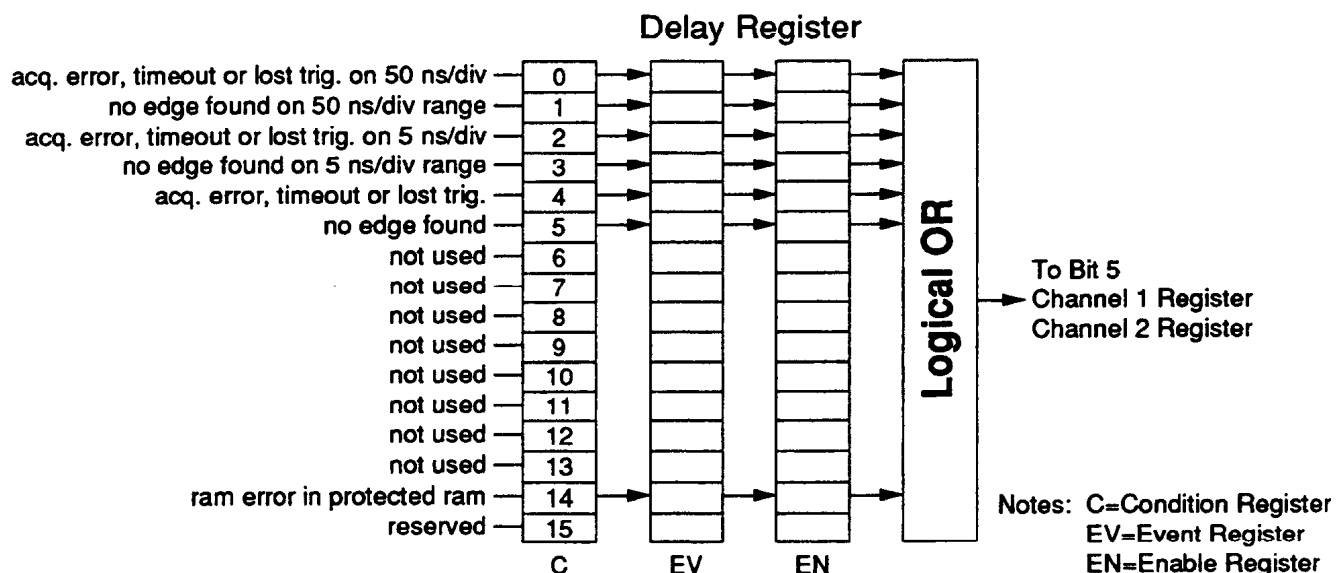 Delay Register
acq. error, timeout or lost trig. on 50 ns/div 0
no edge found on 50 ns/div range 1
acq. error, timeout or lost trig. on 5 ns/div 2
no edge found on 5 ns/div range 3
acq. error, timeout or lost trig. 4
no edge found 5
not used 6
not used 7
not used 8
not used 9
not used 10
not used 11
not used 12
not used 13
ram error in protected ram 14
reserved 15
C EV EN
Logical OR
To Bit 5
Channel 1 Register
Channel 2 Register
Notes: C=Condition Register
EV=Event Register
EN=Enable Register